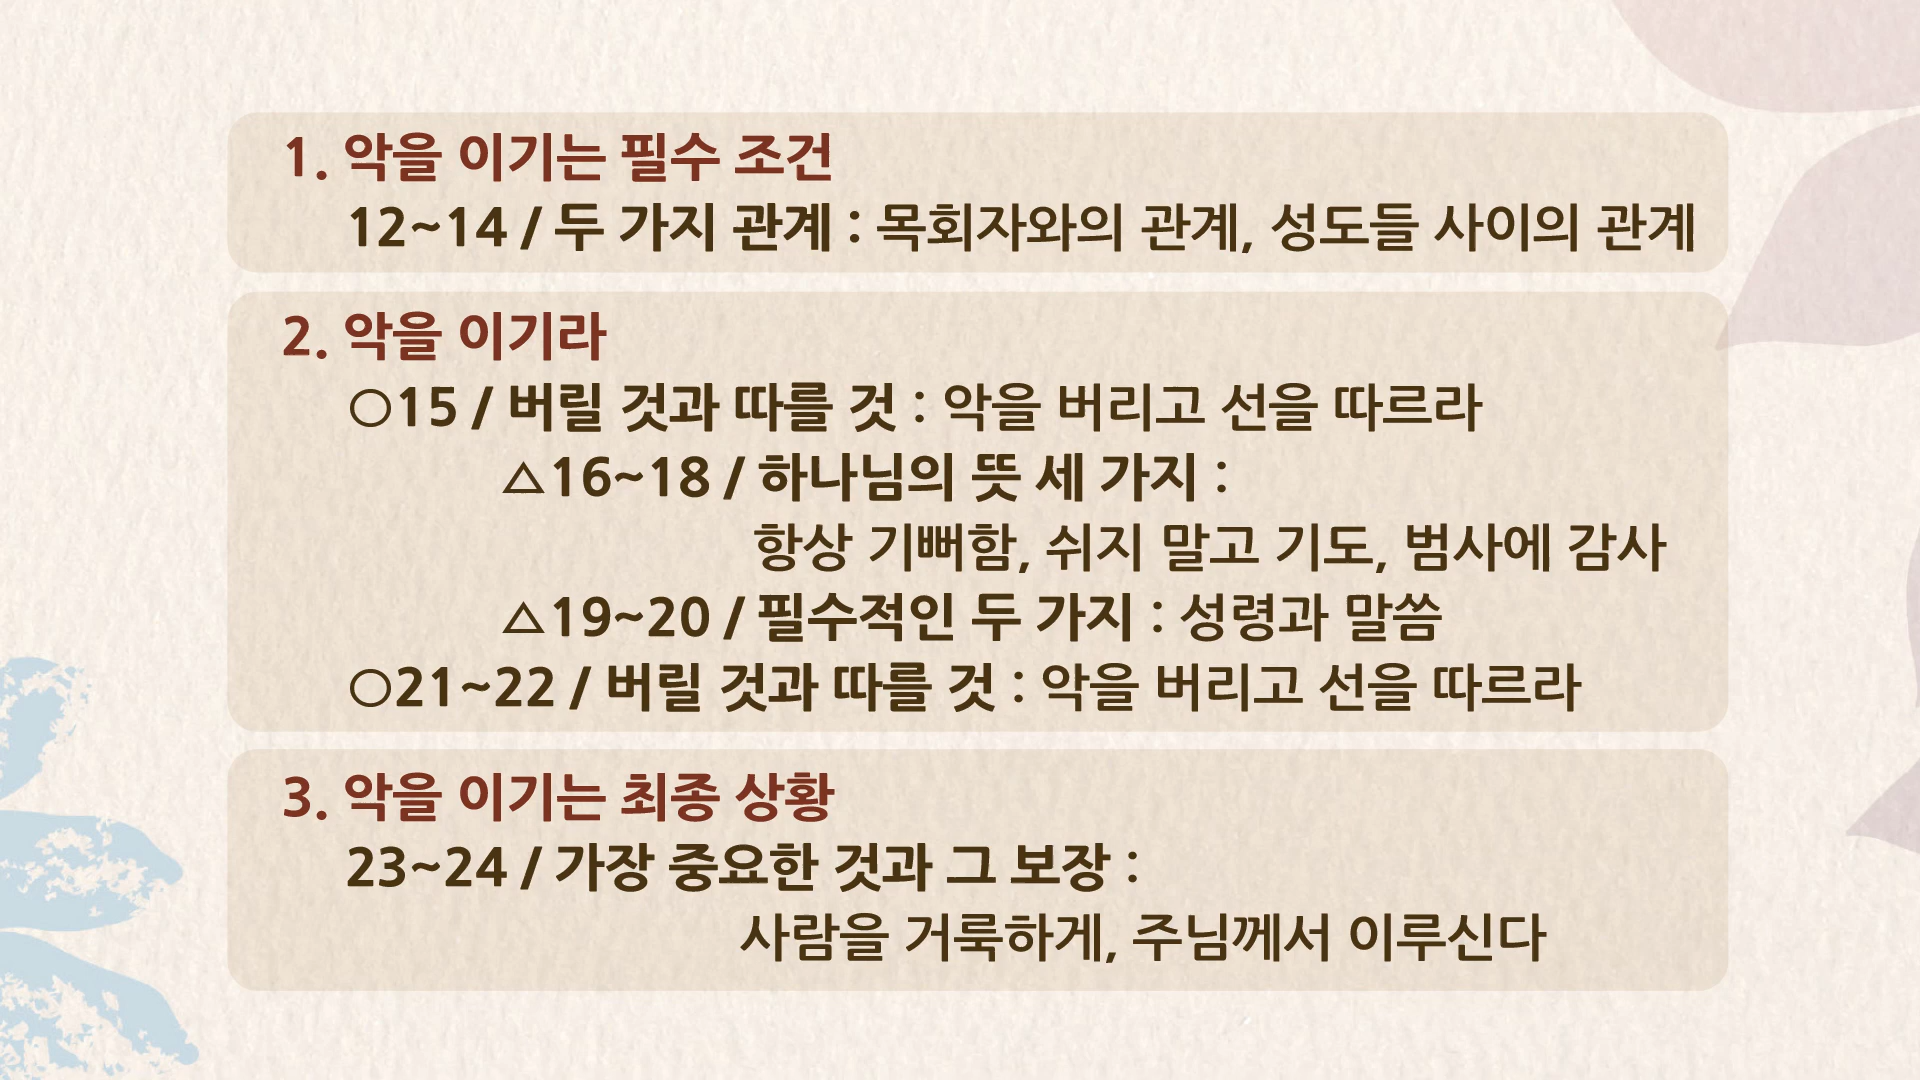 1. 악을 이기는 필수 조건
12~14 / 두 가지 관계 : 목회자와의 관계, 성도들 사이의 관계
2. 악을 이기라
○15 / 버릴 것과 따를 것 : 악을 버리고 선을 따르라
△16~18 / 하나님의 뜻 세 가지 :
항상 기뻐함, 쉬지 말고 기도, 범사에 감사
△19~20 / 필수적인 두 가지 : 성령과 말씀
○21~22 / 버릴 것과 따를 것 : 악을 버리고 선을 따르라
3. 악을 이기는 최종 상황
23~24 / 가장 중요한 것과 그 보장 :
사람을 거룩하게, 주님께서 이루신다